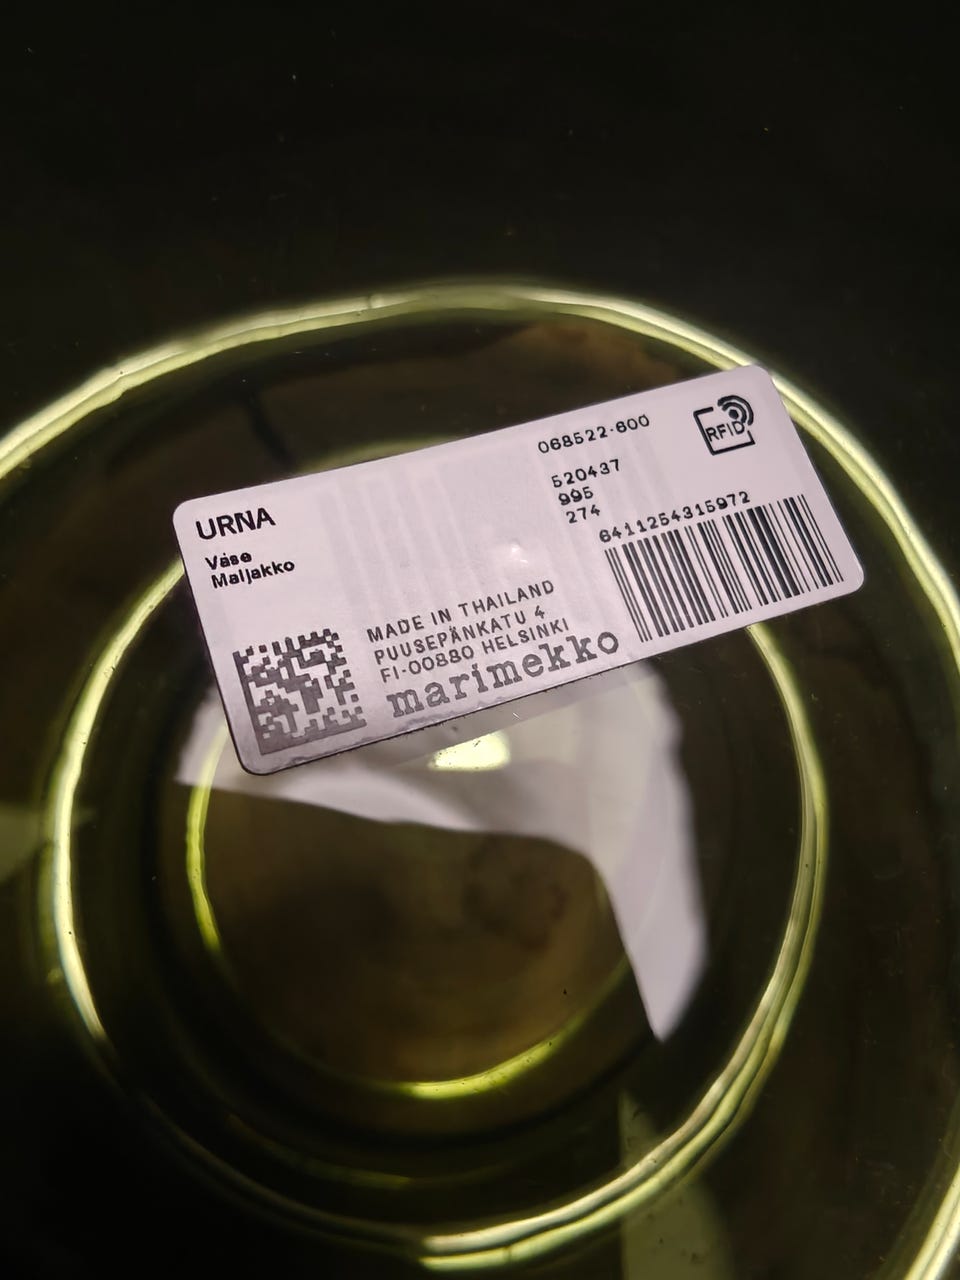 URNA
Vase
Maljakko
068522-600
RFID
520437
995
274
6411254315972
MADE IN THAILAND
PUUSEPÄNKATU 4
FI-00880 HELSINKI
marimekko